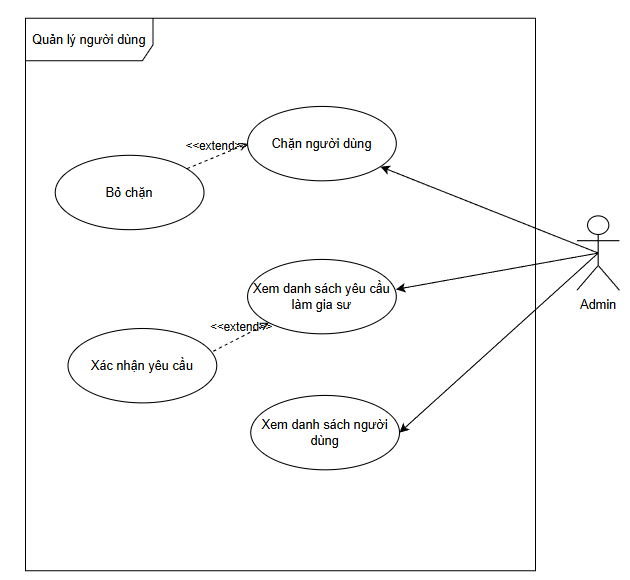 Quản lý người dùng
<<extend>>
Chặn người dùng
Bỏ chặn
Xem danh sách yêu cầu
làm gia sư
Admin
<<extend>>
Xác nhận yêu cầu
Xem danh sách người
dùng